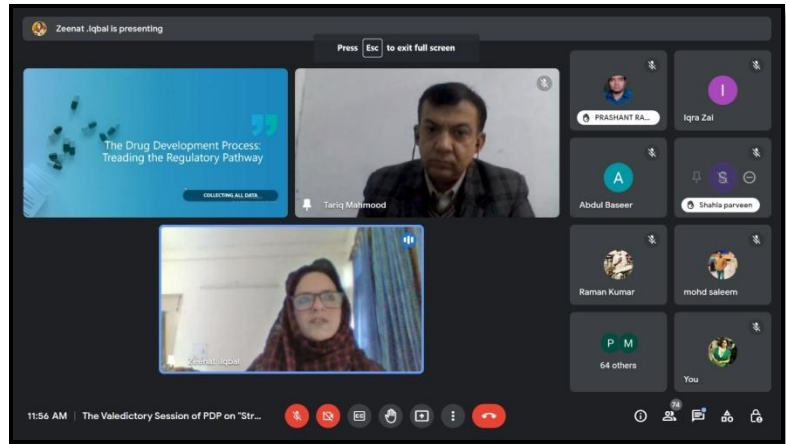 Zeenat .Iqbal is presenting
Press Esc to exit full screen
The Drug Development Process:
Treading the Regulatory Pathway
COLLECTING ALL DATA...
Tariq Mahmood
Zeenat .Iqbal
PRASHANT RA...
I
Iqra Zai
A
Abdul Baseer
S
Shahla parveen
Raman Kumar
mohd saleem
P M
64 others
You
11:56 AM | The Valedictory Session of PDP on "Str...
CC
74